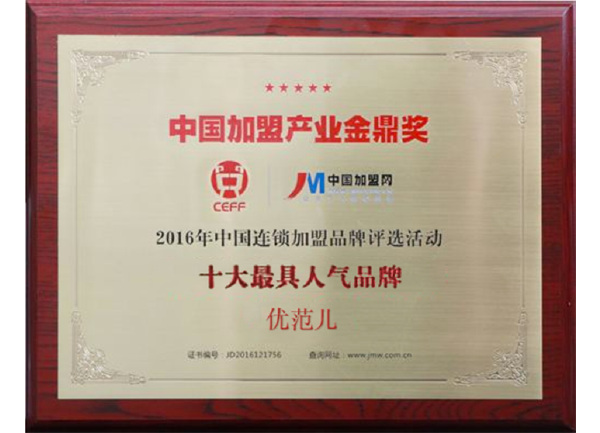 ★★★★★
中国加盟产业金鼎奖
CEFF JM 中国加盟网
2016年中国连锁加盟品牌评选活动
十大最具人气品牌
优范儿
证书编号 JD2016121756 查询网址：www.jmw.com.cn